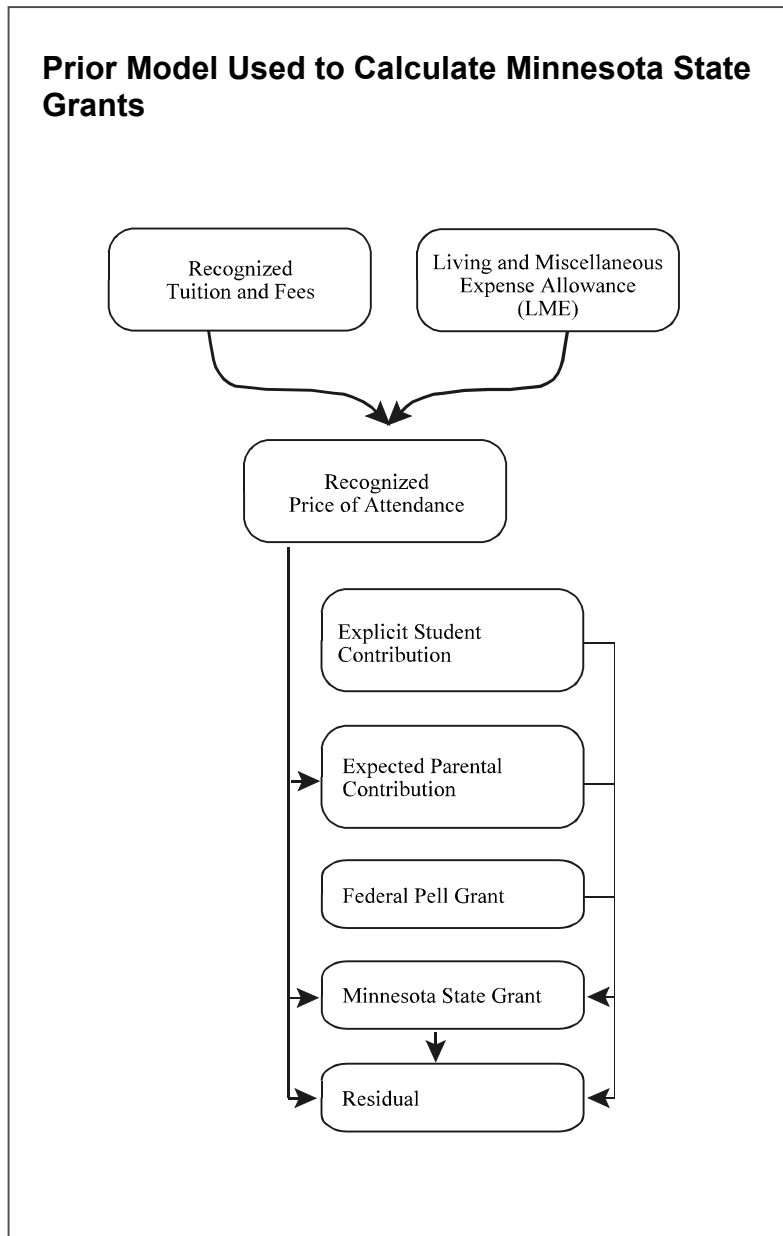 Prior Model Used to Calculate Minnesota State
Grants
Recognized
Tuition and Fees
Living and Miscellaneous
Expense Allowance
(LME)
Recognized
Price of Attendance
Explicit Student
Contribution
Expected Parental
Contribution
Federal Pell Grant
Minnesota State Grant
Residual